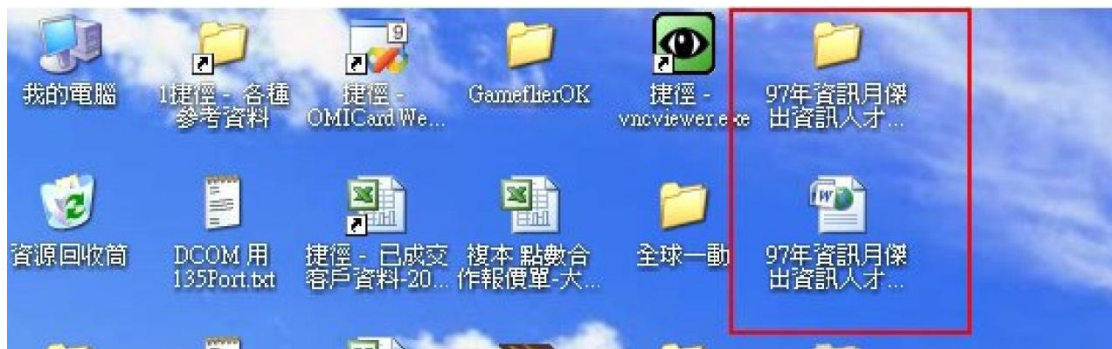 我的電腦
1捷徑 - 各種
參考資料
捷徑 -
OMICard We...
GameflierOK
捷徑 -
vncviewer.exe
97年資訊月傑
出資訊人才...
資源回收筒
DCOM 用
135Port.txt
捷徑 - 已成交
客戶資料-20...
複本 點數合
作報價單-大...
全球一動
97年資訊月傑
出資訊人才...